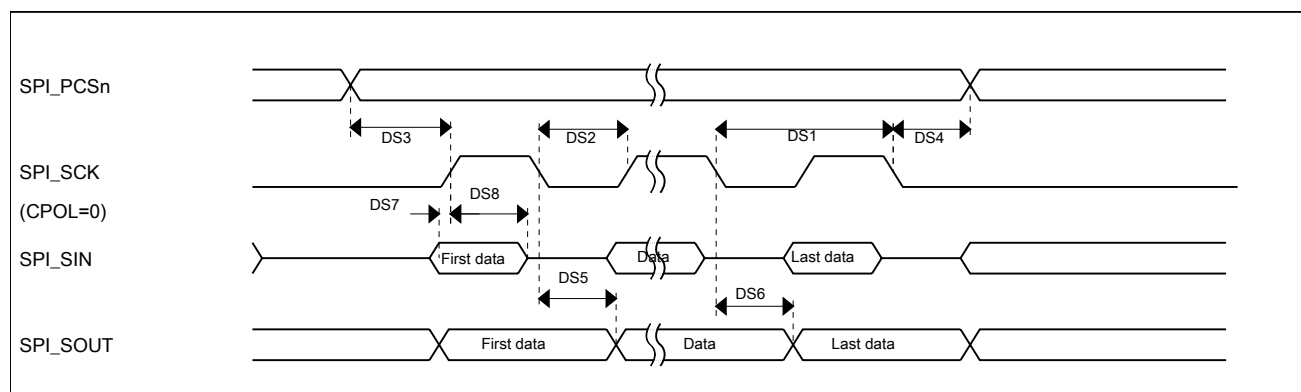 SPI_PCSn
DS3
DS2
DS1
DS4
SPI_SCK
(CPOL=0)
DS7
DS8
SPI_SIN
First data
Data
Last data
DS5
DS6
SPI_SOUT
First data
Data
Last data